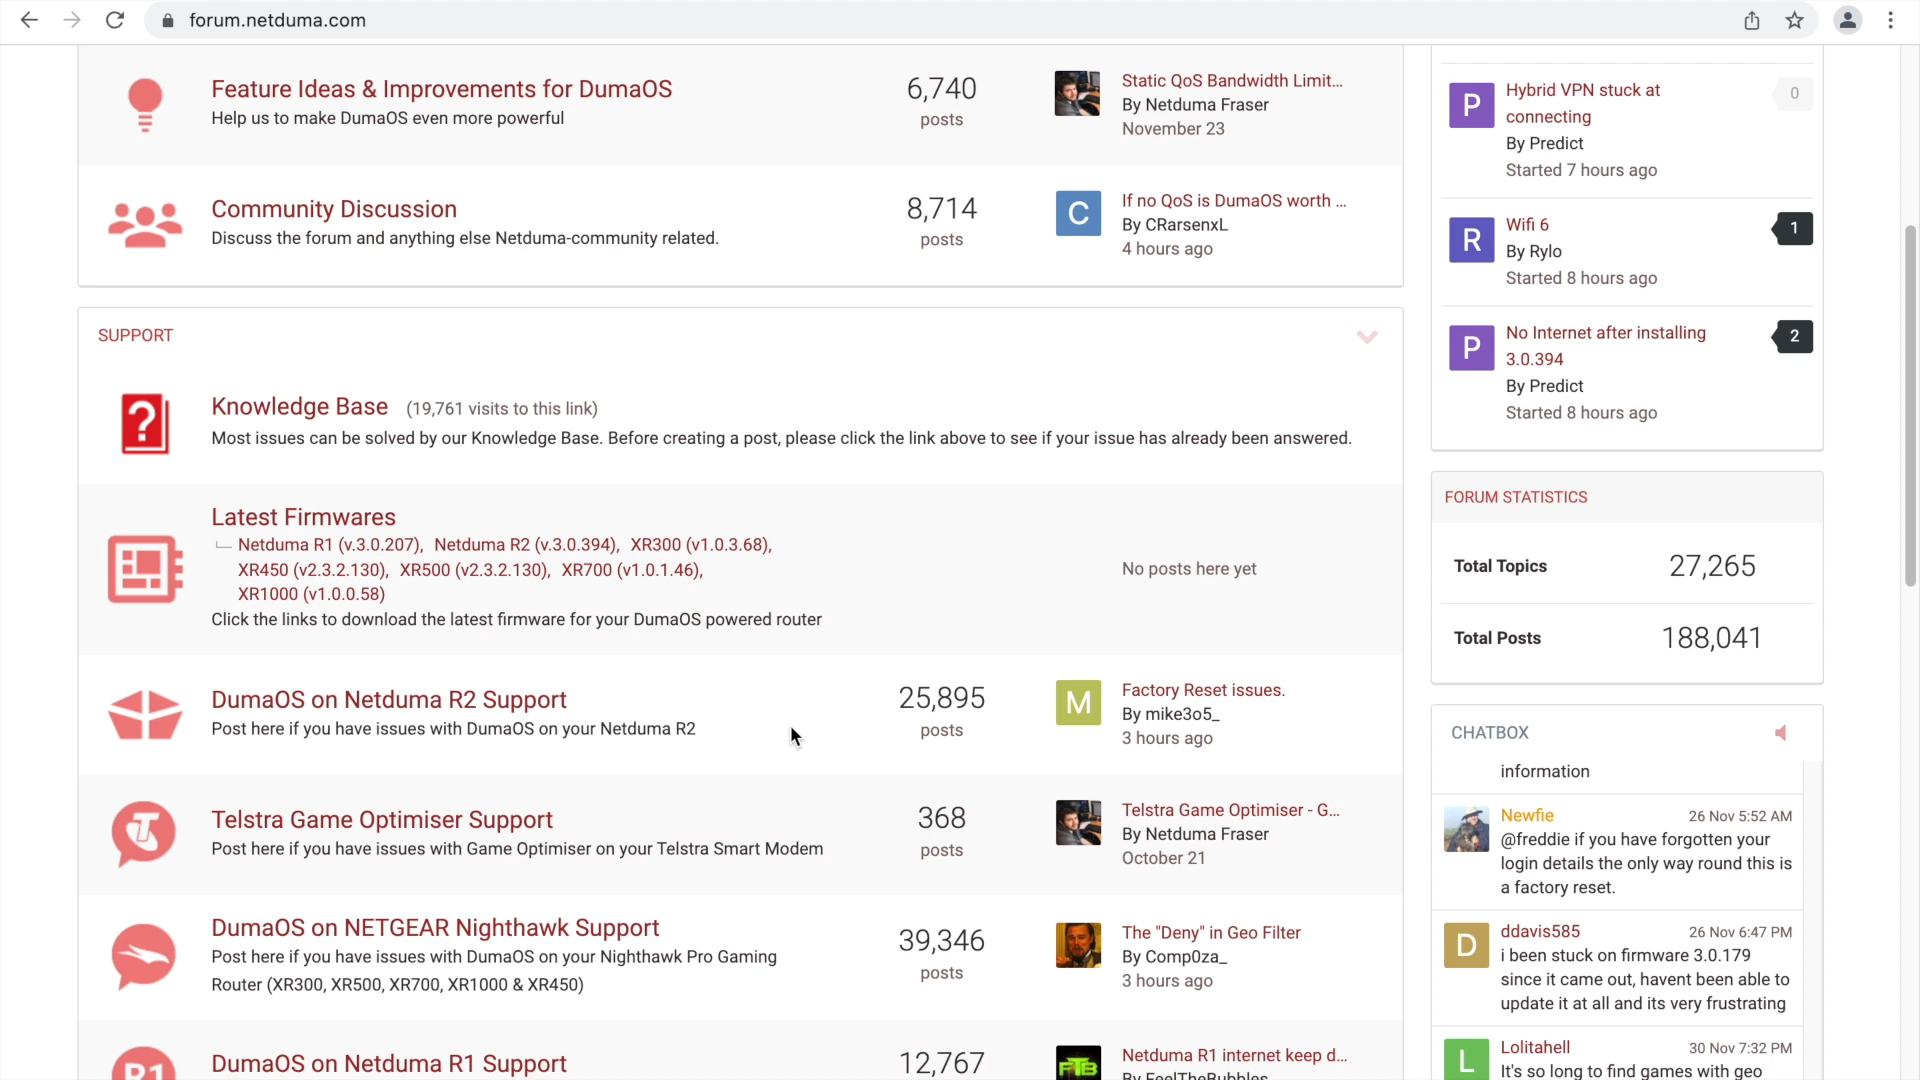 forum.netduma.com
Feature Ideas & Improvements for DumaOS
Help us to make DumaOS even more powerful
6,740
posts
Static QoS Bandwidth Limit...
By Netduma Fraser
November 23
Community Discussion
Discuss the forum and anything else Netduma-community related.
8,714
posts
C
If no QoS is DumaOS worth ...
By CRarsenxL
4 hours ago
SUPPORT
Knowledge Base (19,761 visits to this link)
Most issues can be solved by our Knowledge Base. Before creating a post, please click the link above to see if your issue has already been answered.
Latest Firmwares
Netduma R1 (v.3.0.207), Netduma R2 (v.3.0.394), XR300 (v1.0.3.68),
XR450 (v2.3.2.130), XR500 (v2.3.2.130), XR700 (v1.0.1.46),
XR1000 (v1.0.0.58)
Click the links to download the latest firmware for your DumaOS powered router
No posts here yet
DumaOS on Netduma R2 Support
Post here if you have issues with DumaOS on your Netduma R2
25,895
posts
M
Factory Reset issues.
By mike3o5_
3 hours ago
T
Telstra Game Optimiser Support
Post here if you have issues with Game Optimiser on your Telstra Smart Modem
368
posts
Telstra Game Optimiser - G...
By Netduma Fraser
October 21
DumaOS on NETGEAR Nighthawk Support
Post here if you have issues with DumaOS on your Nighthawk Pro Gaming
Router (XR300, XR500, XR700, XR1000 & XR450)
39,346
posts
The "Deny" in Geo Filter
By Comp0za_
3 hours ago
R1
DumaOS on Netduma R1 Support
12,767
FTB
Netduma R1 internet keep d...
By FeelTheBubbles
P
Hybrid VPN stuck at
connecting
By Predict
Started 7 hours ago
0
R
Wifi 6
By Rylo
Started 8 hours ago
1
P
No Internet after installing
3.0.394
By Predict
Started 8 hours ago
2
FORUM STATISTICS
Total Topics 27,265
Total Posts 188,041
CHATBOX
information
Newfie 26 Nov 5:52 AM
@freddie if you have forgotten your
login details the only way round this is
a factory reset.
D
ddavis585 26 Nov 6:47 PM
i been stuck on firmware 3.0.179
since it came out, havent been able to
update it at all and its very frustrating
L
Lolitahell 30 Nov 7:32 PM
It's so long to find games with geo